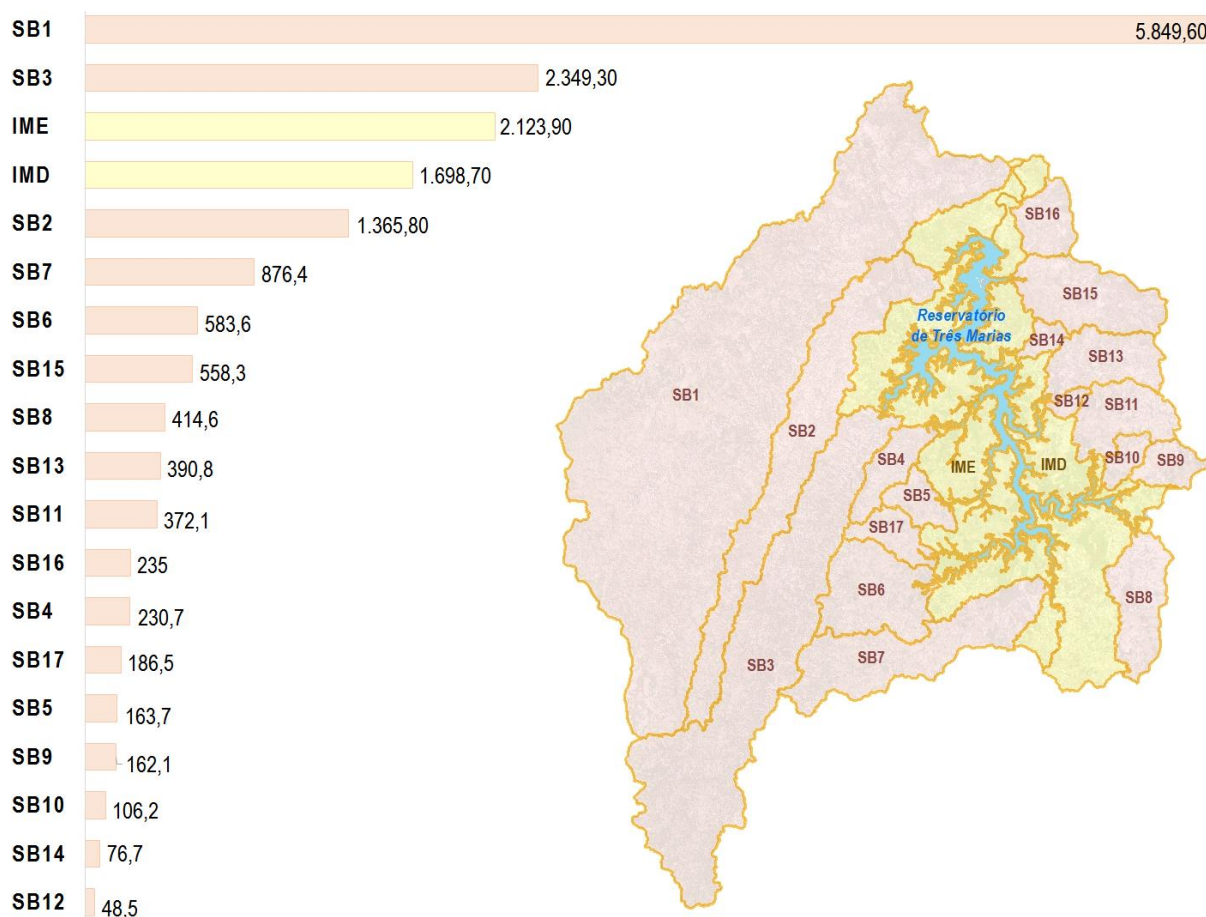 SB1 5.849,60
SB3 2.349,30
IME 2.123,90
IMD 1.698,70
SB2 1.365,80
SB7 876,4
SB6 583,6
SB15 558,3
SB8 414,6
SB13 390,8
SB11 372,1
SB16 235
SB4 230,7
SB17 186,5
SB5 163,7
SB9 162,1
SB10 106,2
SB14 76,7
SB12 48,5
SB16
SB15
Reservatório
de Três Marias
SB14
SB13
SB1
SB12
SB11
SB2
SB4
IME
IMD
SB10
SB9
SB5
SB17
SB6
SB8
SB7
SB3